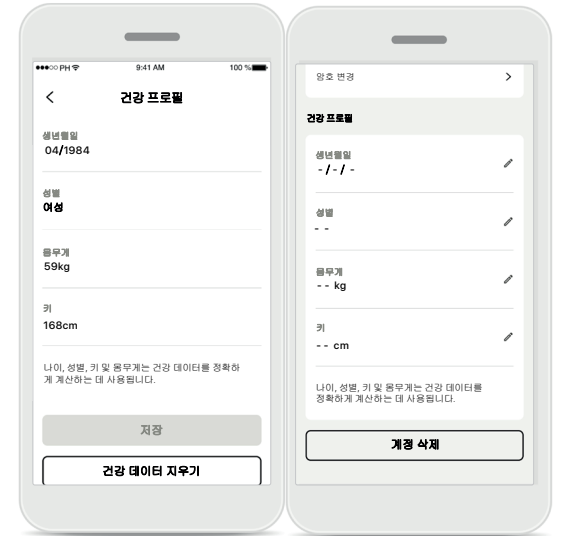 PH
9:41 AM
100 %
건강 프로필
생년월일
04/1984
성별
여성
몸무게
59kg
키
168cm
나이, 성별, 키 및 몸무게는 건강 데이터를 정확하
게 계산하는 데 사용됩니다.
저장
건강 데이터 지우기
암호 변경
건강 프로필
생년월일
-/-/ -
성별
- -
몸무게
- - kg
키
- - cm
나이, 성별, 키 및 몸무게는 건강 데이터를
정확하게 계산하는 데 사용됩니다.
계정 삭제